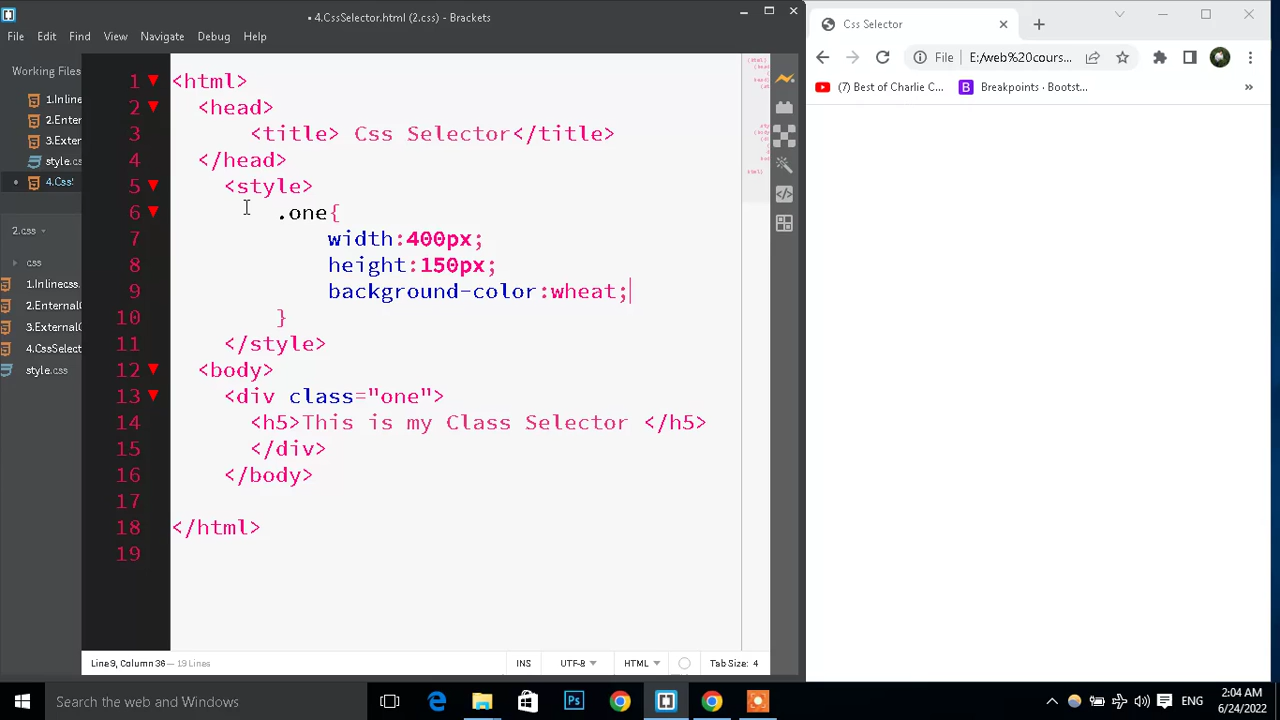 • 4.CssSelector.html (2.css) - Brackets
File Edit Find View Navigate Debug Help
Working Files
1.Inline
2.Exter
3.Exter
style.cs
• 4.Css!
2.css
css
1.Inlinecss.
2.EnternalC
3.ExternalC
4.CssSelect
style.css
1 <html>
2 <head>
3 <title> Css Selector</title>
4 </head>
5 <style>
6 .one{
7 width:400px;
8 height:150px;
9 background-color:wheat;
10 }
11 </style>
12 <body>
13 <div class="one">
14 <h5>This is my Class Selector </h5>
15 </div>
16 </body>
17
18 </html>
19
Line 9, Column 36 — 19 Lines
INS UTF-8 HTML Tab Size: 4
Css Selector
File E:/web%20cours...
(7) Best of Charlie C... Breakpoints · Bootst... »
Search the web and Windows
ENG
2:04 AM
6/24/2022